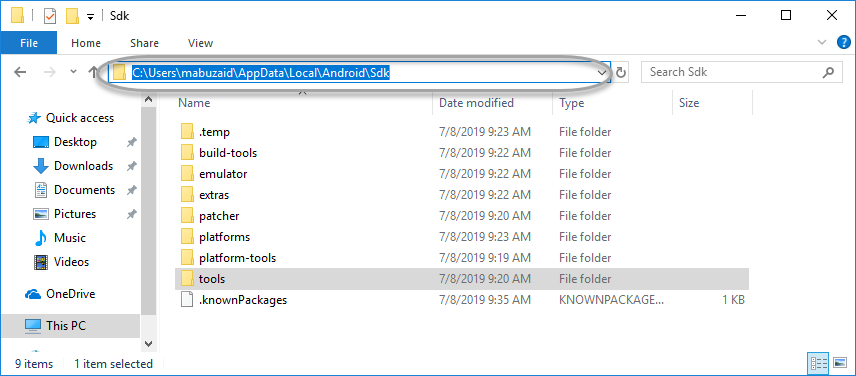 Sdk
File Home Share View
C:\Users\mabuzaid\AppData\Local\Android\Sdk Search Sdk
Name Date modified Type Size
Quick access
Desktop
Downloads
Documents
Pictures
Music
Videos
OneDrive
This PC
.temp 7/8/2019 9:23 AM File folder
build-tools 7/8/2019 9:22 AM File folder
emulator 7/8/2019 9:22 AM File folder
extras 7/8/2019 9:22 AM File folder
patcher 7/8/2019 9:20 AM File folder
platforms 7/8/2019 9:23 AM File folder
platform-tools 7/8/2019 9:19 AM File folder
tools 7/8/2019 9:20 AM File folder
.knownPackages 7/8/2019 9:35 AM KNOWNPACKAGE... 1 KB
9 items 1 item selected